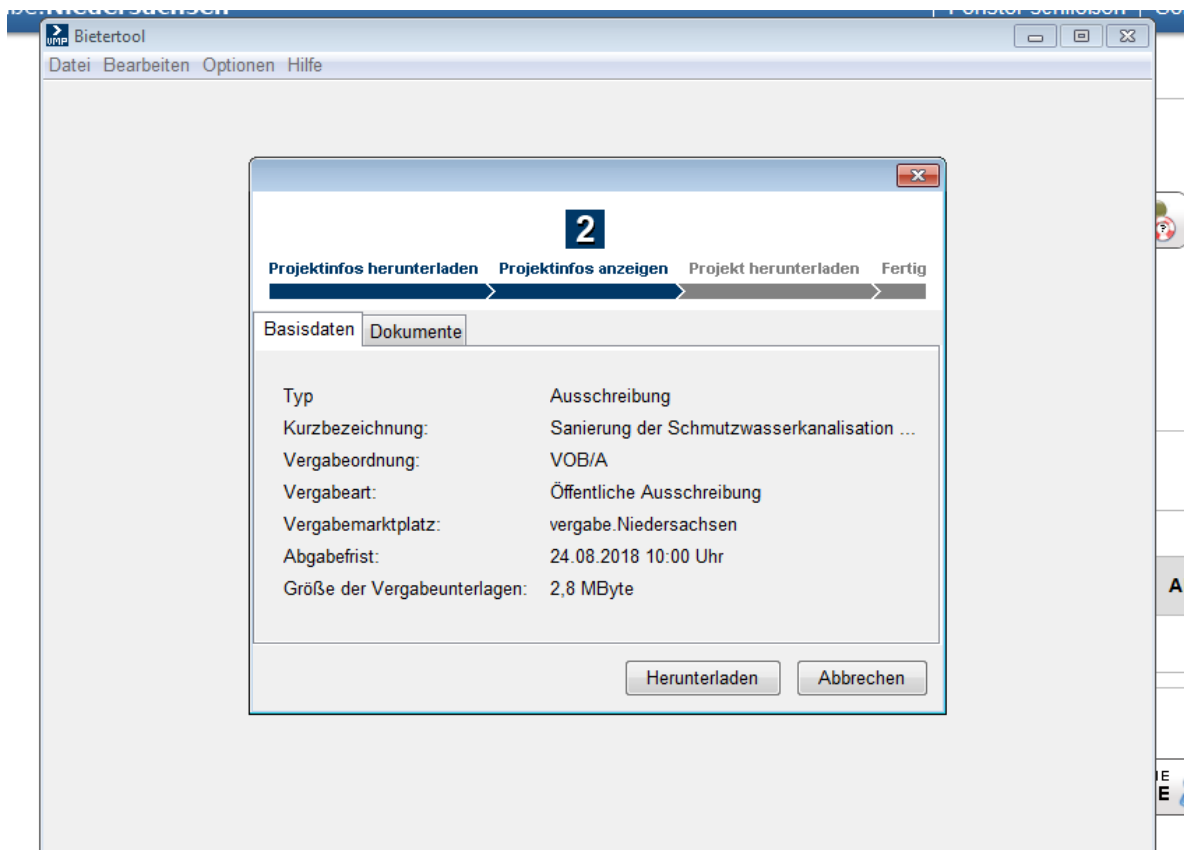 VMP Bietertool
Datei Bearbeiten Optionen Hilfe
2
Projektinfos herunterladen Projektinfos anzeigen Projekt herunterladen Fertig
Basisdaten Dokumente
Typ Ausschreibung
Kurzbezeichnung: Sanierung der Schmutzwasserkanalisation ...
Vergabeordnung: VOB/A
Vergabeart: Öffentliche Ausschreibung
Vergabemarktplatz: vergabe.Niedersachsen
Abgabefrist: 24.08.2018 10:00 Uhr
Größe der Vergabeunterlagen: 2,8 MByte
Herunterladen Abbrechen